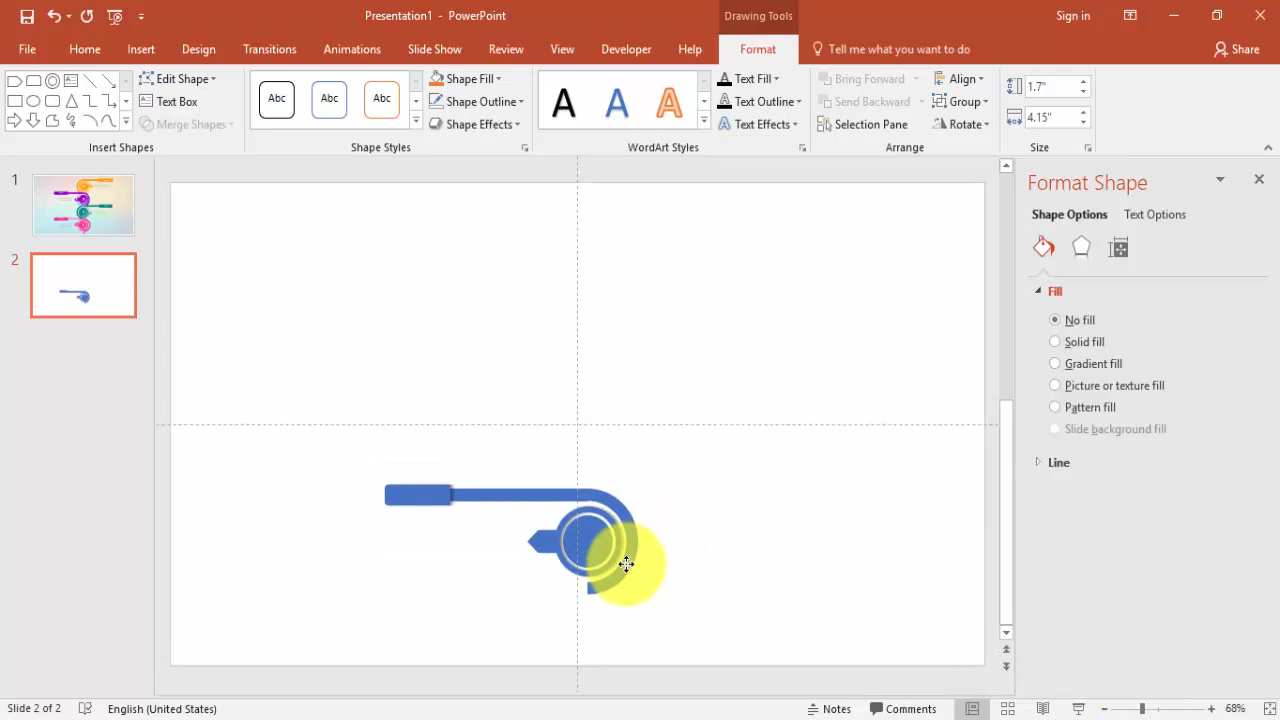 Presentation1 - PowerPoint
Drawing Tools
Sign in
File
Home
Insert
Design
Transitions
Animations
Slide Show
Review
View
Developer
Help
Format
Tell me what you want to do
Share
Edit Shape
Text Box
Merge Shapes
Insert Shapes
Abc
Abc
Abc
Shape Fill
Shape Outline
Shape Effects
Shape Styles
A
A
A
Text Fill
Text Outline
Text Effects
WordArt Styles
Bring Forward
Send Backward
Selection Pane
Align
Group
Rotate
Arrange
1.7"
4.15"
Size
1
2
Format Shape
Shape Options
Text Options
Fill
No fill
Solid fill
Gradient fill
Picture or texture fill
Pattern fill
Slide background fill
Line
Slide 2 of 2
English (United States)
Notes
Comments
68%